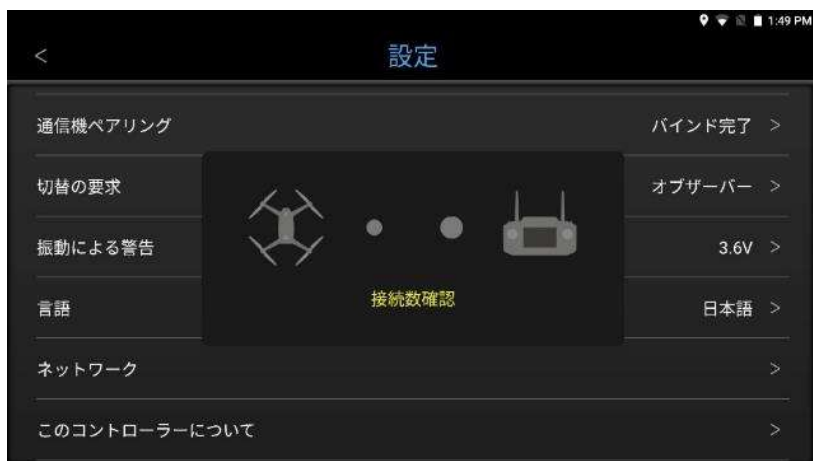 1:49 PM
<
設定
通信機ペアリング
バインド完了 >
切替の要求
オブザーバー >
振動による警告
3.6V >
接続数確認
言語
日本語 >
ネットワーク
>
このコントローラーについて
>